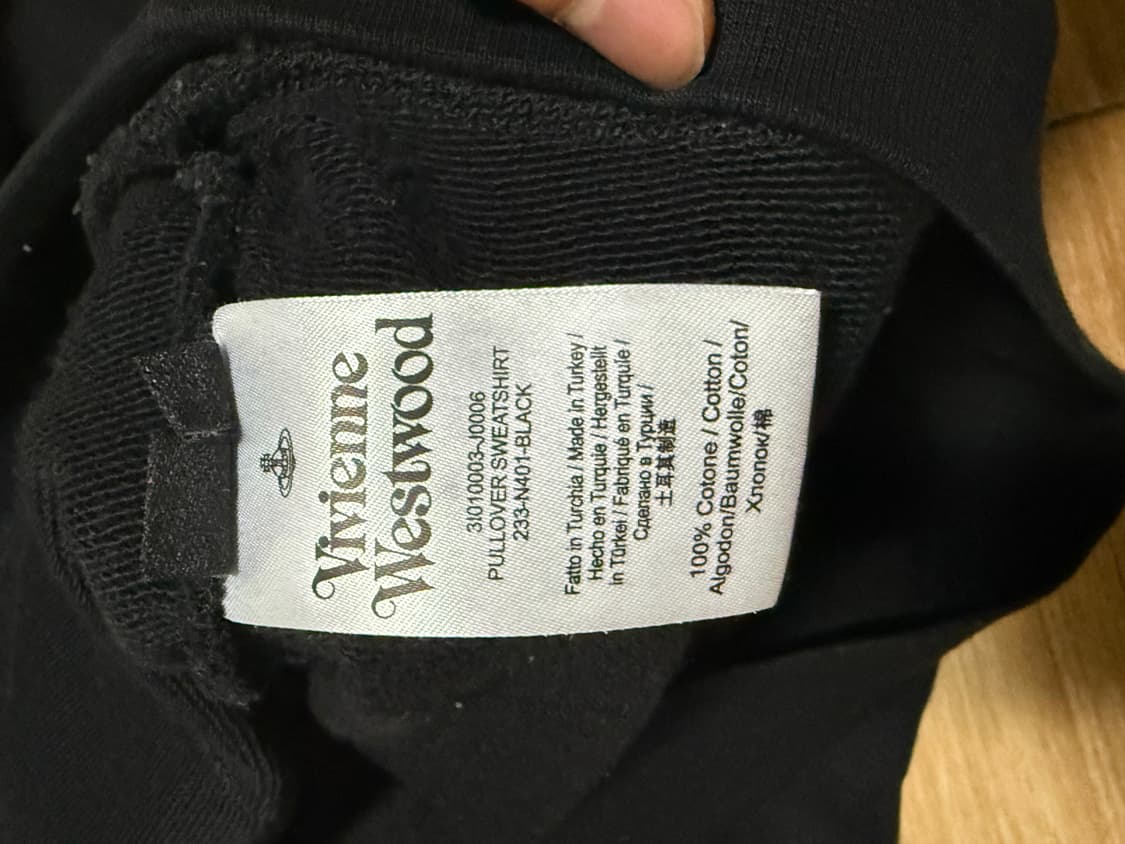 Vivienne
Westwood
3I010003-J0006
PULLOVER SWEATSHIRT
233-N401-BLACK
Fatto in Turchia / Made in Turkey /
Hecho en Turquie / Hergestellt
in Türkei / Fabriqué en Turquie /
Сделано в Турции /
土耳其制造
100% Cotone / Cotton /
Algodon/Baumwolle/Coton/
Хлопок/棉